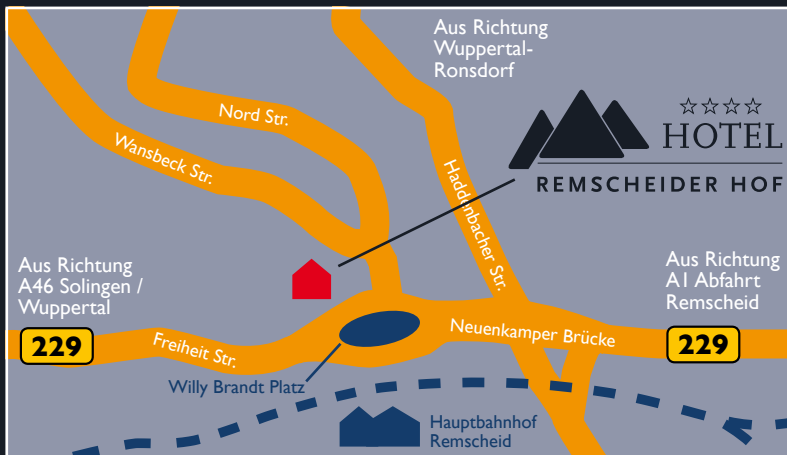 Aus Richtung
Wuppertal-
Ronsdorf
Nord Str.
Wansbeck Str.
Haddenbacher Str.
☆☆☆☆
HOTEL
REMSCHEIDER HOF
Aus Richtung
A46 Solingen /
Wuppertal
229
Aus Richtung
A1 Abfahrt
Remscheid
229
Freiheit Str.
Neuenkamper Brücke
Willy Brandt Platz
Hauptbahnhof
Remscheid